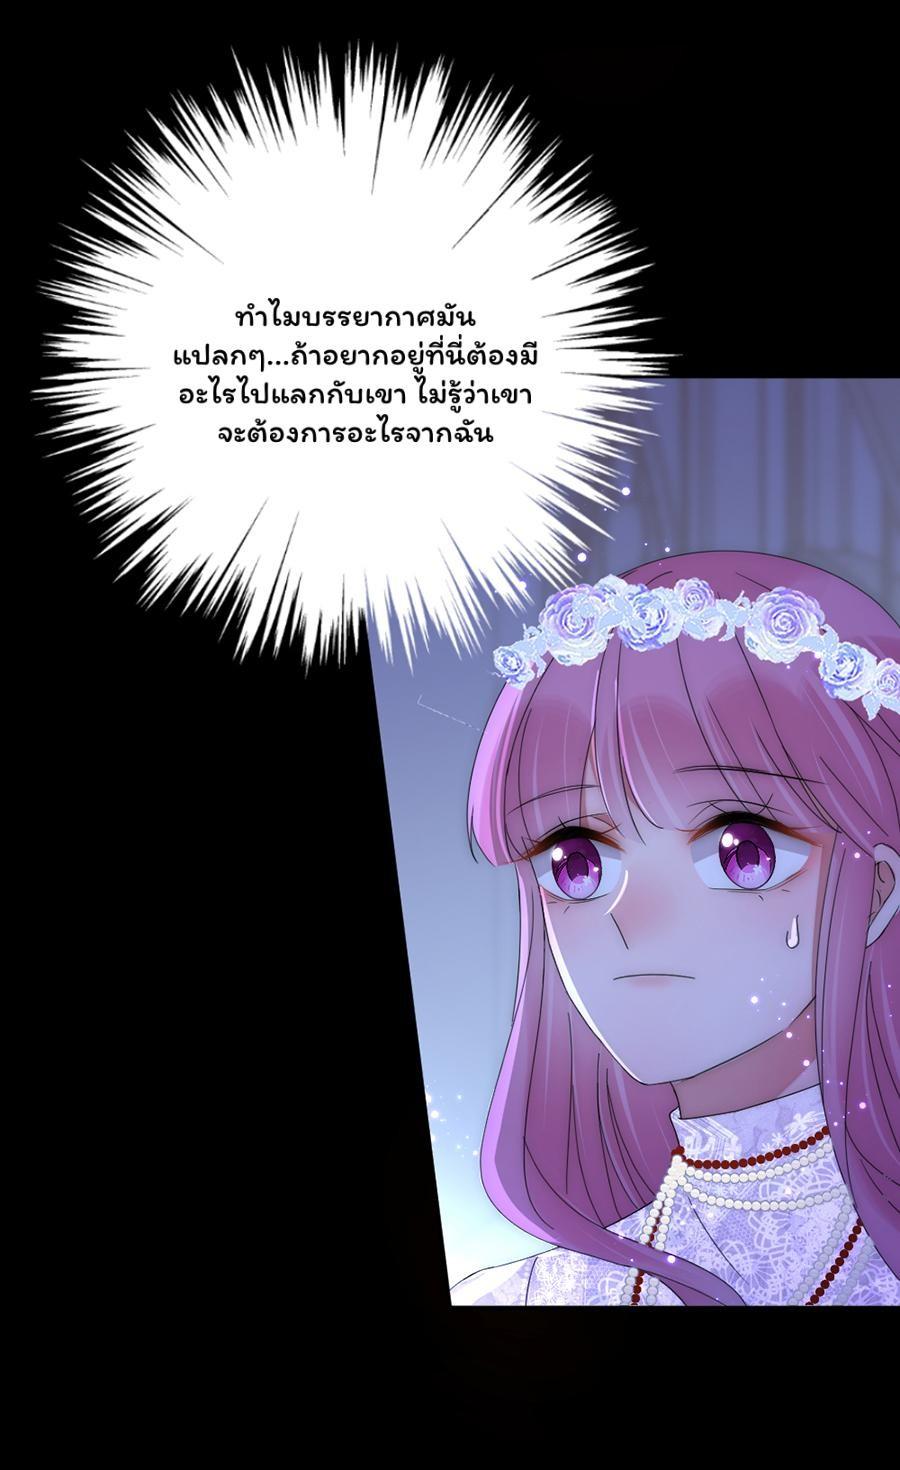 ทำไมบรรยากาศมัน
แปลกๆ...ถ้าอยากอยู่ที่นี่ต้องมี
อะไรไปแลกกับเขา ไม่รู้ว่าเขา
จะต้องการอะไรจากฉัน